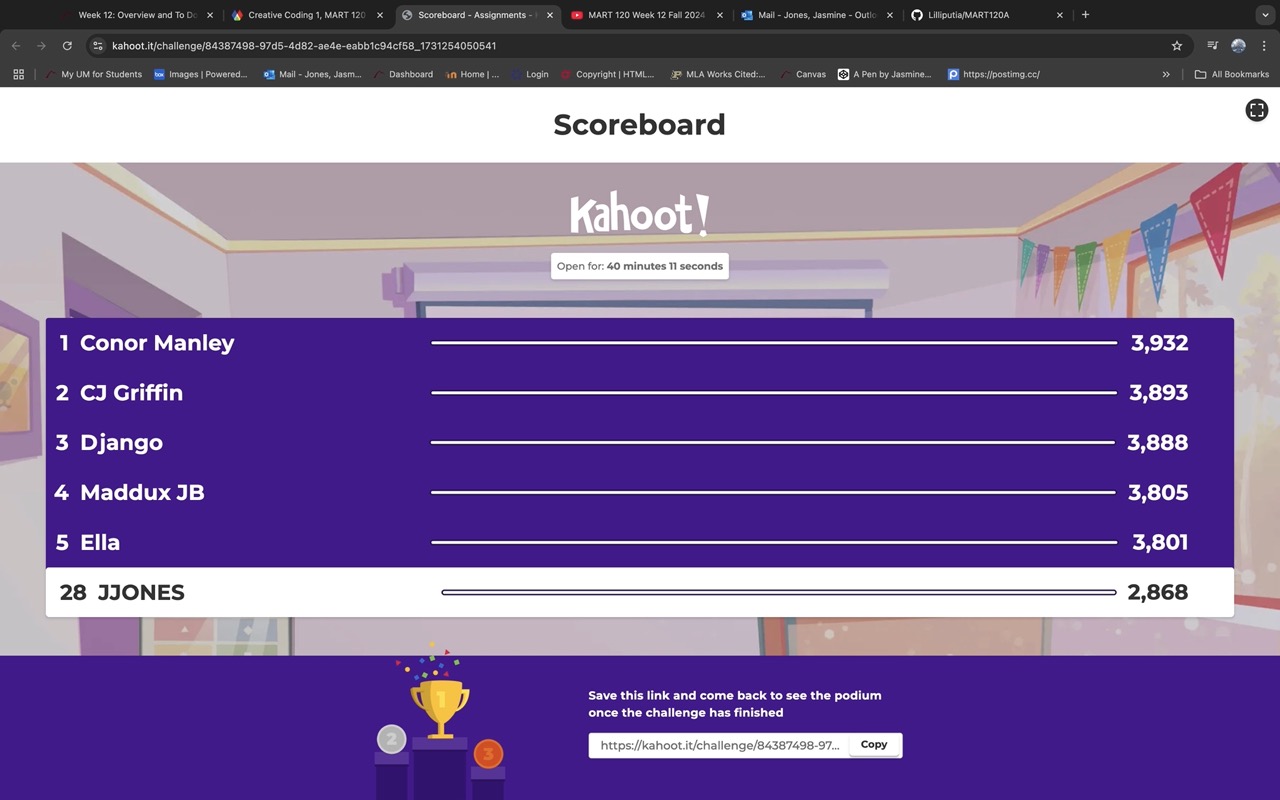 Week 12: Overview and To Do
Creative Coding 1, MART 120
Scoreboard - Assignments -
MART 120 Week 12 Fall 2024
Mail - Jones, Jasmine - Outlo
Lilliputia/MART120A
kahoot.it/challenge/84387498-97d5-4d82-ae4e-eabb1c94cf58_1731254050541
My UM for Students
box Images | Powered...
Mail - Jones, Jasm...
Dashboard
Home | ...
Login
Copyright | HTML...
MLA Works Cited:...
Canvas
A Pen by Jasmine...
https://postimg.cc/
»
All Bookmarks
Scoreboard
Kahoot!
Open for: 40 minutes 11 seconds
1 Conor Manley 3,932
2 CJ Griffin 3,893
3 Django 3,888
4 Maddux JB 3,805
5 Ella 3,801
28 JJONES 2,868
1
2
3
Save this link and come back to see the podium
once the challenge has finished
https://kahoot.it/challenge/84387498-97... Copy